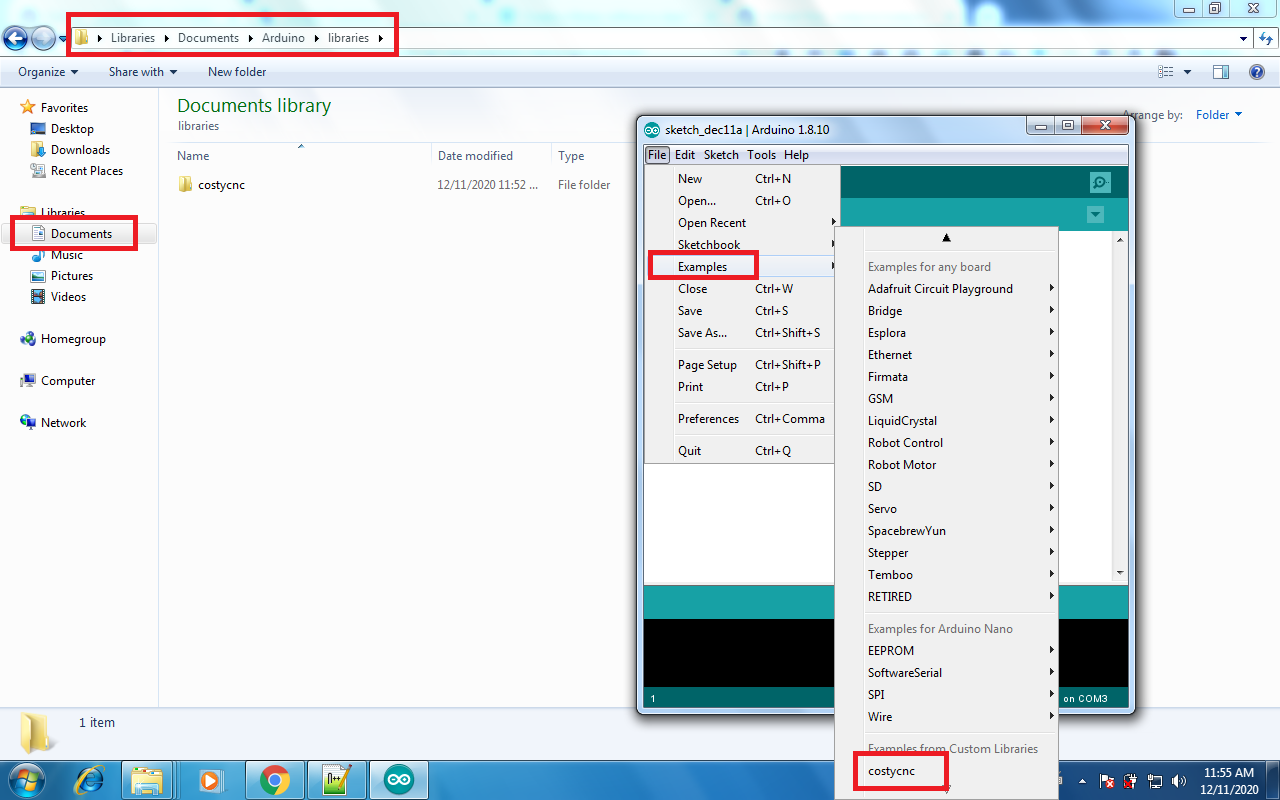 Libraries Documents Arduino libraries
Organize Share with New folder
Favorites
Desktop
Downloads
Recent Places
Libraries
Documents
Music
Pictures
Videos
Homegroup
Computer
Network
Documents library
libraries
Arrange by: Folder
Name Date modified Type
costycnc 12/11/2020 11:52 ... File folder
1 item
sketch_dec11a | Arduino 1.8.10
File Edit Sketch Tools Help
New Ctrl+N
Open... Ctrl+O
Open Recent
Sketchbook
Examples
Close Ctrl+W
Save Ctrl+S
Save As... Ctrl+Shift+S
Page Setup Ctrl+Shift+P
Print Ctrl+P
Preferences Ctrl+Comma
Quit Ctrl+Q
Examples for any board
Adafruit Circuit Playground
Bridge
Esplora
Ethernet
Firmata
GSM
LiquidCrystal
Robot Control
Robot Motor
SD
Servo
SpacebrewYun
Stepper
Temboo
RETIRED
Examples for Arduino Nano
EEPROM
SoftwareSerial
SPI
Wire
Examples from Custom Libraries
costycnc
1 on COM3
11:55 AM
12/11/2020